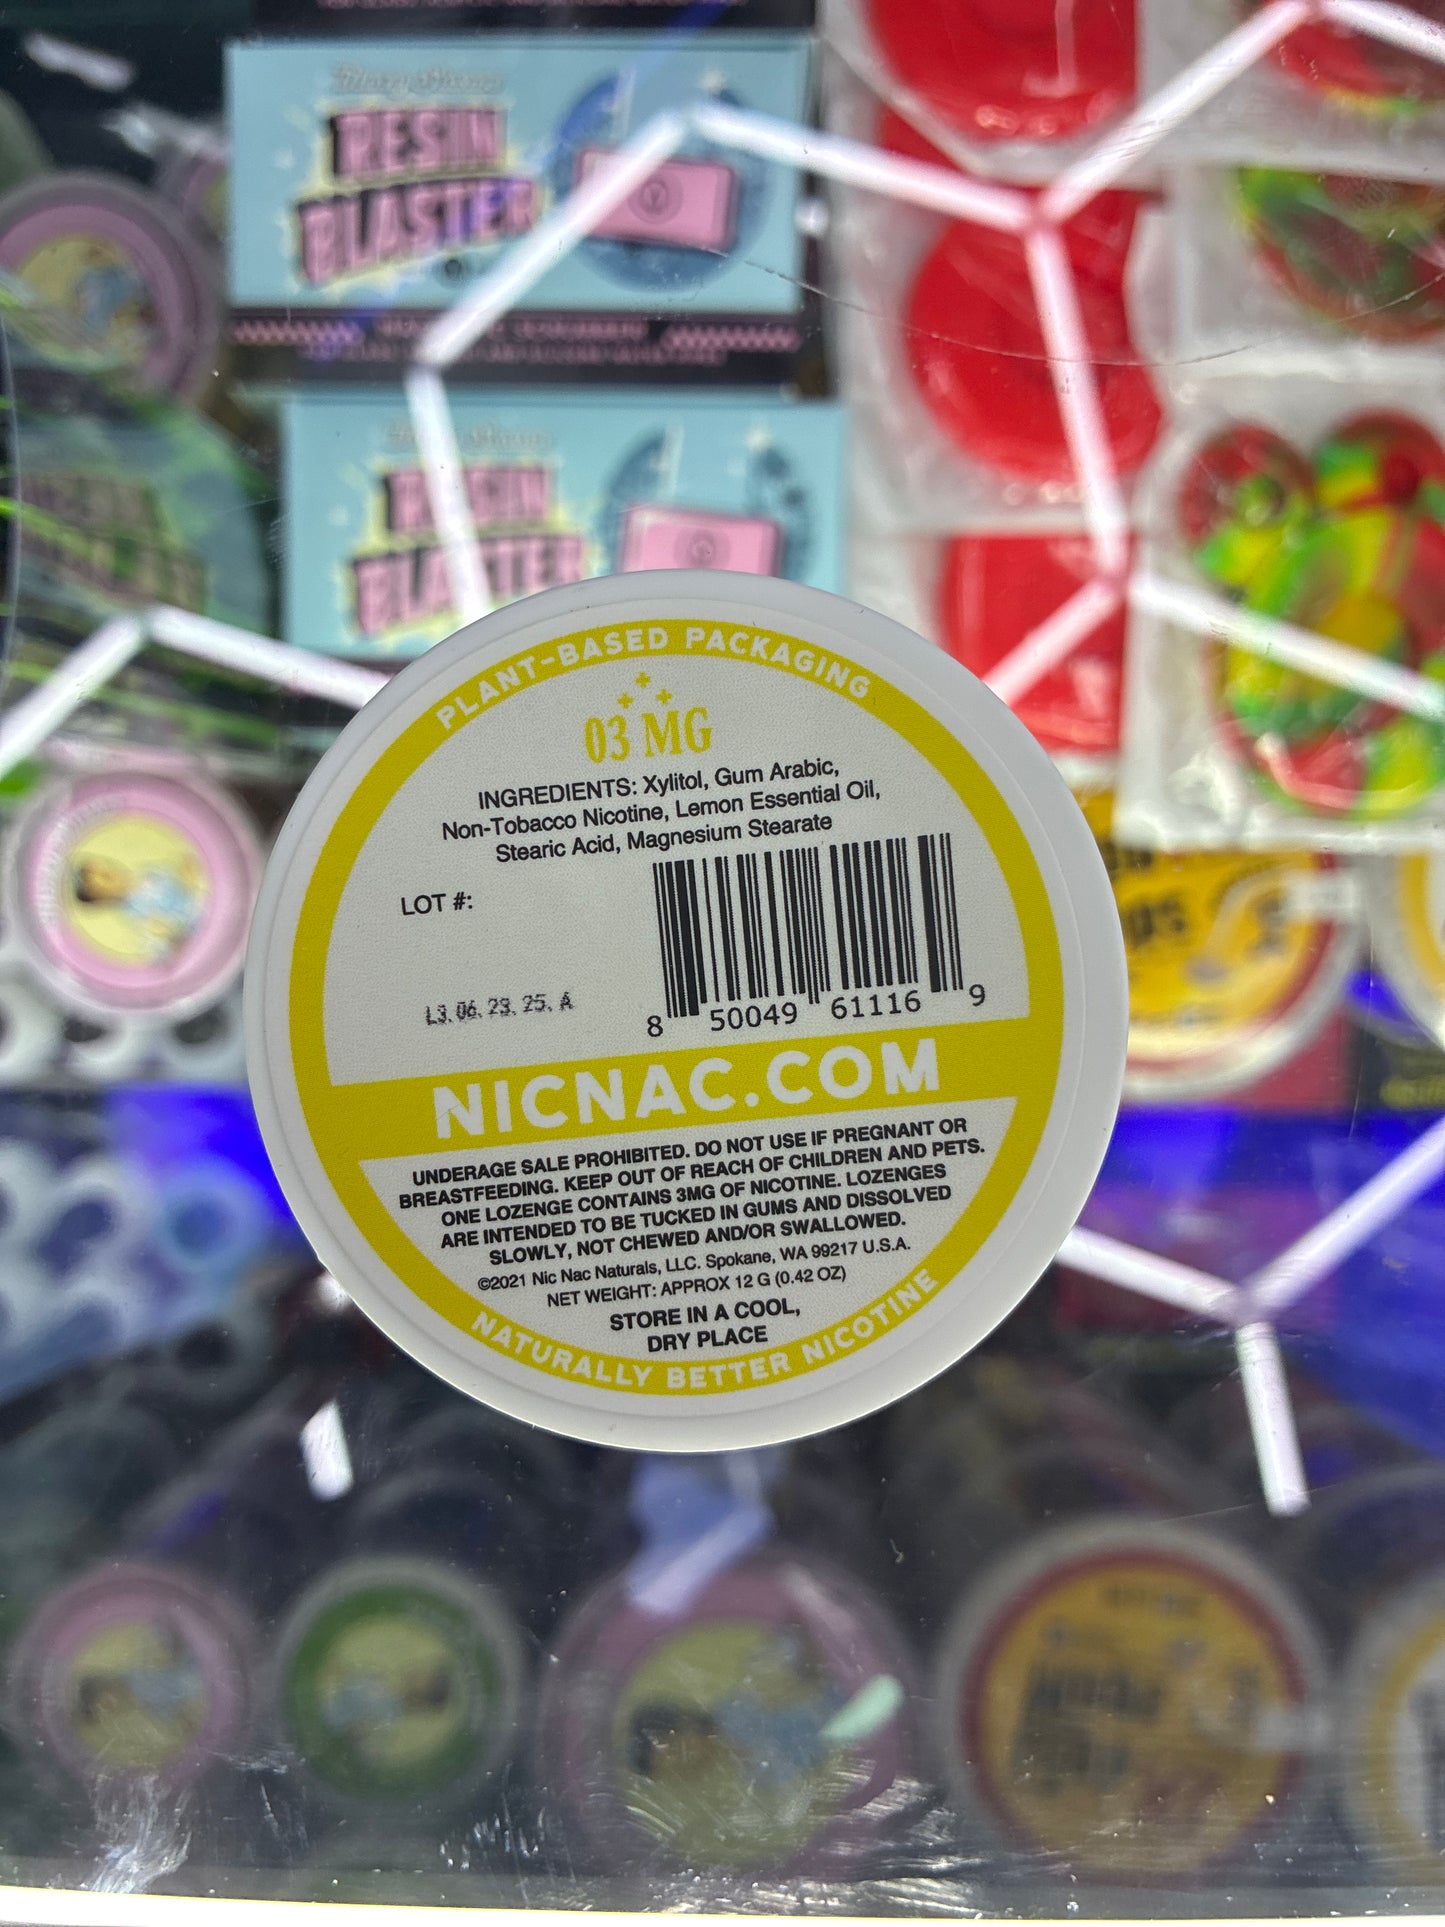 RESIN
BLASTER
RESIN
BLASTER
PLANT-BASED PACKAGING
03 MG
INGREDIENTS: Xylitol, Gum Arabic,
Non-Tobacco Nicotine, Lemon Essential Oil,
Stearic Acid, Magnesium Stearate
LOT #:
L3.06.23.25.A
8 50049 61116 9
NICNAC.COM
UNDERAGE SALE PROHIBITED. DO NOT USE IF PREGNANT OR
BREASTFEEDING. KEEP OUT OF REACH OF CHILDREN AND PETS.
ONE LOZENGE CONTAINS 3MG OF NICOTINE. LOZENGES
ARE INTENDED TO BE TUCKED IN GUMS AND DISSOLVED
SLOWLY, NOT CHEWED AND/OR SWALLOWED.
©2021 Nic Nac Naturals, LLC. Spokane, WA 99217 U.S.A.
NET WEIGHT: APPROX 12 G (0.42 OZ)
STORE IN A COOL,
DRY PLACE
NATURALLY BETTER NICOTINE